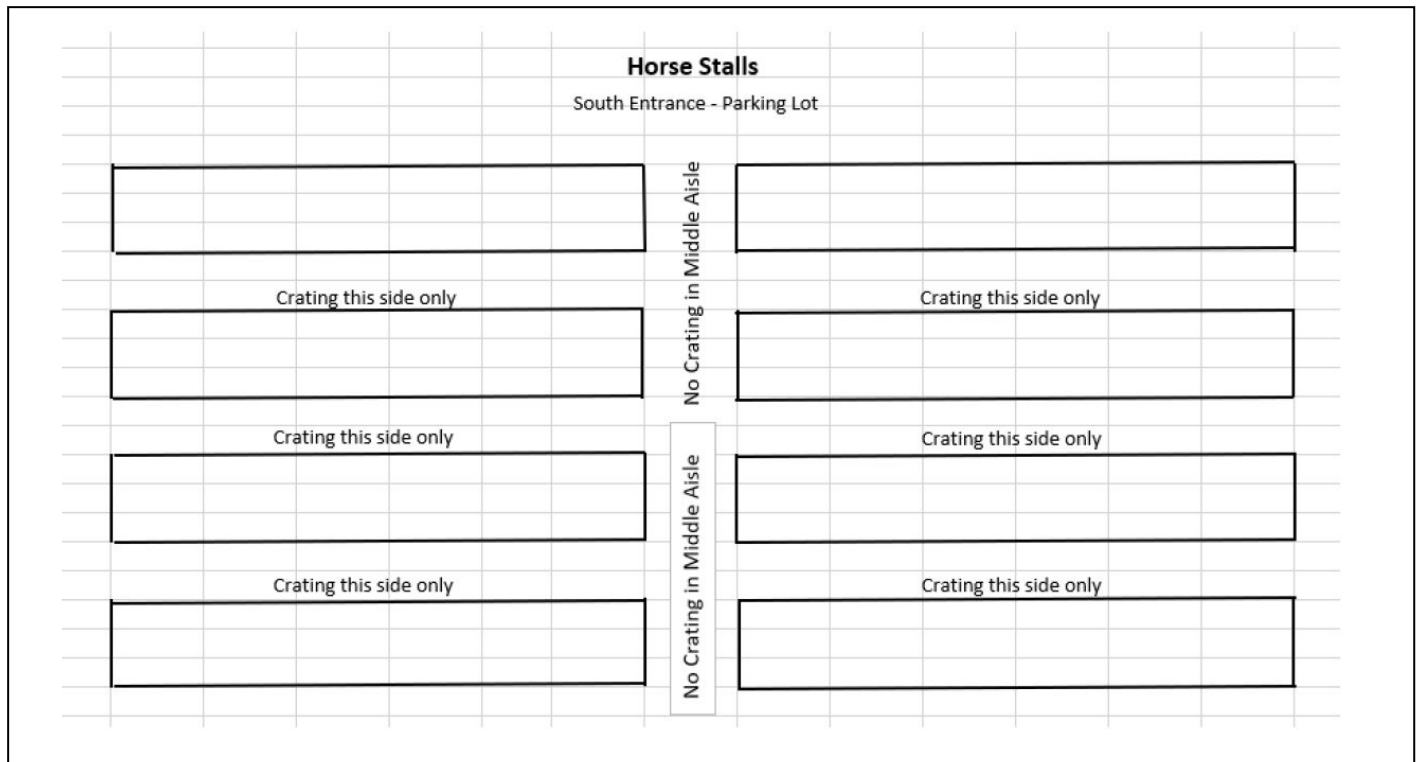 Horse Stalls
South Entrance - Parking Lot
No Crating in Middle Aisle
Crating this side only
Crating this side only
Crating this side only
Crating this side only
No Crating in Middle Aisle
Crating this side only
Crating this side only